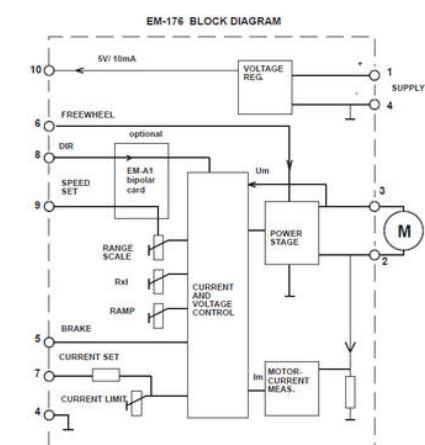 EM-176 BLOCK DIAGRAM
10
5V/ 10mA
VOLTAGE
REG.
+
1
SUPPLY
-
4
6
FREEWHEEL
optional
8
DIR
EM-A1
bipolar
card
Um
SPEED
SET
9
3
M
POWER
STAGE
2
RANGE
SCALE
RxI
CURRENT
AND
VOLTAGE
CONTROL
RAMP
5
BRAKE
CURRENT SET
7
Im
MOTOR-
CURRENT
MEAS.
CURRENT LIMIT
4